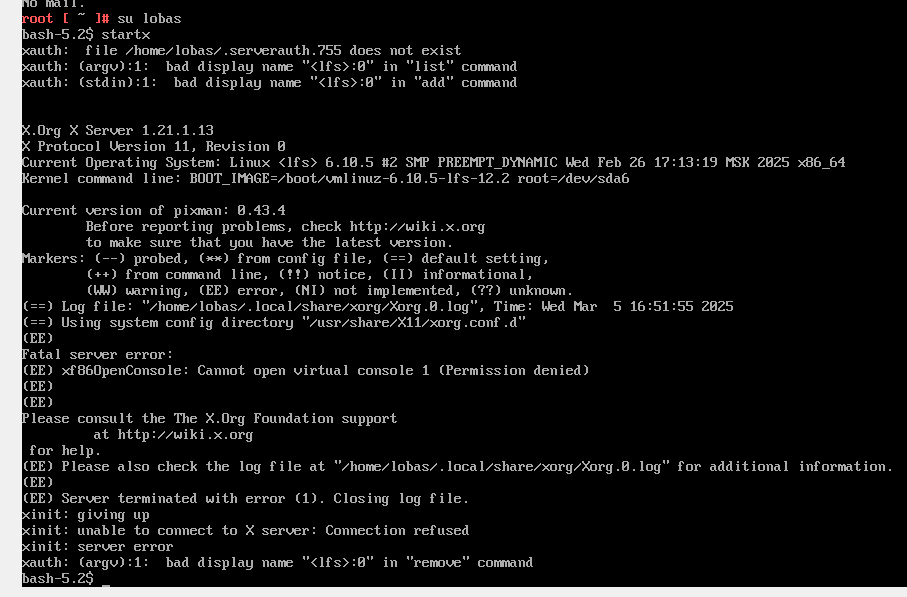 No mail.
root [ ~ ]# su lobas
bash-5.2$ startx
xauth:  file /home/lobas/.serverauth.755 does not exist
xauth: (argv):1:  bad display name "<lfs>:0" in "list" command
xauth: (stdin):1:  bad display name "<lfs>:0" in "add" command
X.Org X Server 1.21.1.13
X Protocol Version 11, Revision 0
Current Operating System: Linux <lfs> 6.10.5 #2 SMP PREEMPT_DYNAMIC Wed Feb 26 17:13:19 MSK 2025 x86_64
Kernel command line: BOOT_IMAGE=/boot/vmlinuz-6.10.5-lfs-12.2 root=/dev/sda6
Current version of pixman: 0.43.4
Before reporting problems, check http://wiki.x.org
to make sure that you have the latest version.
Markers: (--) probed, (**) from config file, (==) default setting,
(++) from command line, (!!) notice, (II) informational,
(WW) warning, (EE) error, (NI) not implemented, (??) unknown.
(==) Log file: "/home/lobas/.local/share/xorg/Xorg.0.log", Time: Wed Mar  5 16:51:55 2025
(==) Using system config directory "/usr/share/X11/xorg.conf.d"
(EE)
Fatal server error:
(EE) xf86OpenConsole: Cannot open virtual console 1 (Permission denied)
(EE)
(EE)
Please consult the The X.Org Foundation support
at http://wiki.x.org
for help.
(EE) Please also check the log file at "/home/lobas/.local/share/xorg/Xorg.0.log" for additional information.
(EE)
(EE) Server terminated with error (1). Closing log file.
xinit: giving up
xinit: unable to connect to X server: Connection refused
xinit: server error
xauth: (argv):1:  bad display name "<lfs>:0" in "remove" command
bash-5.2$ _